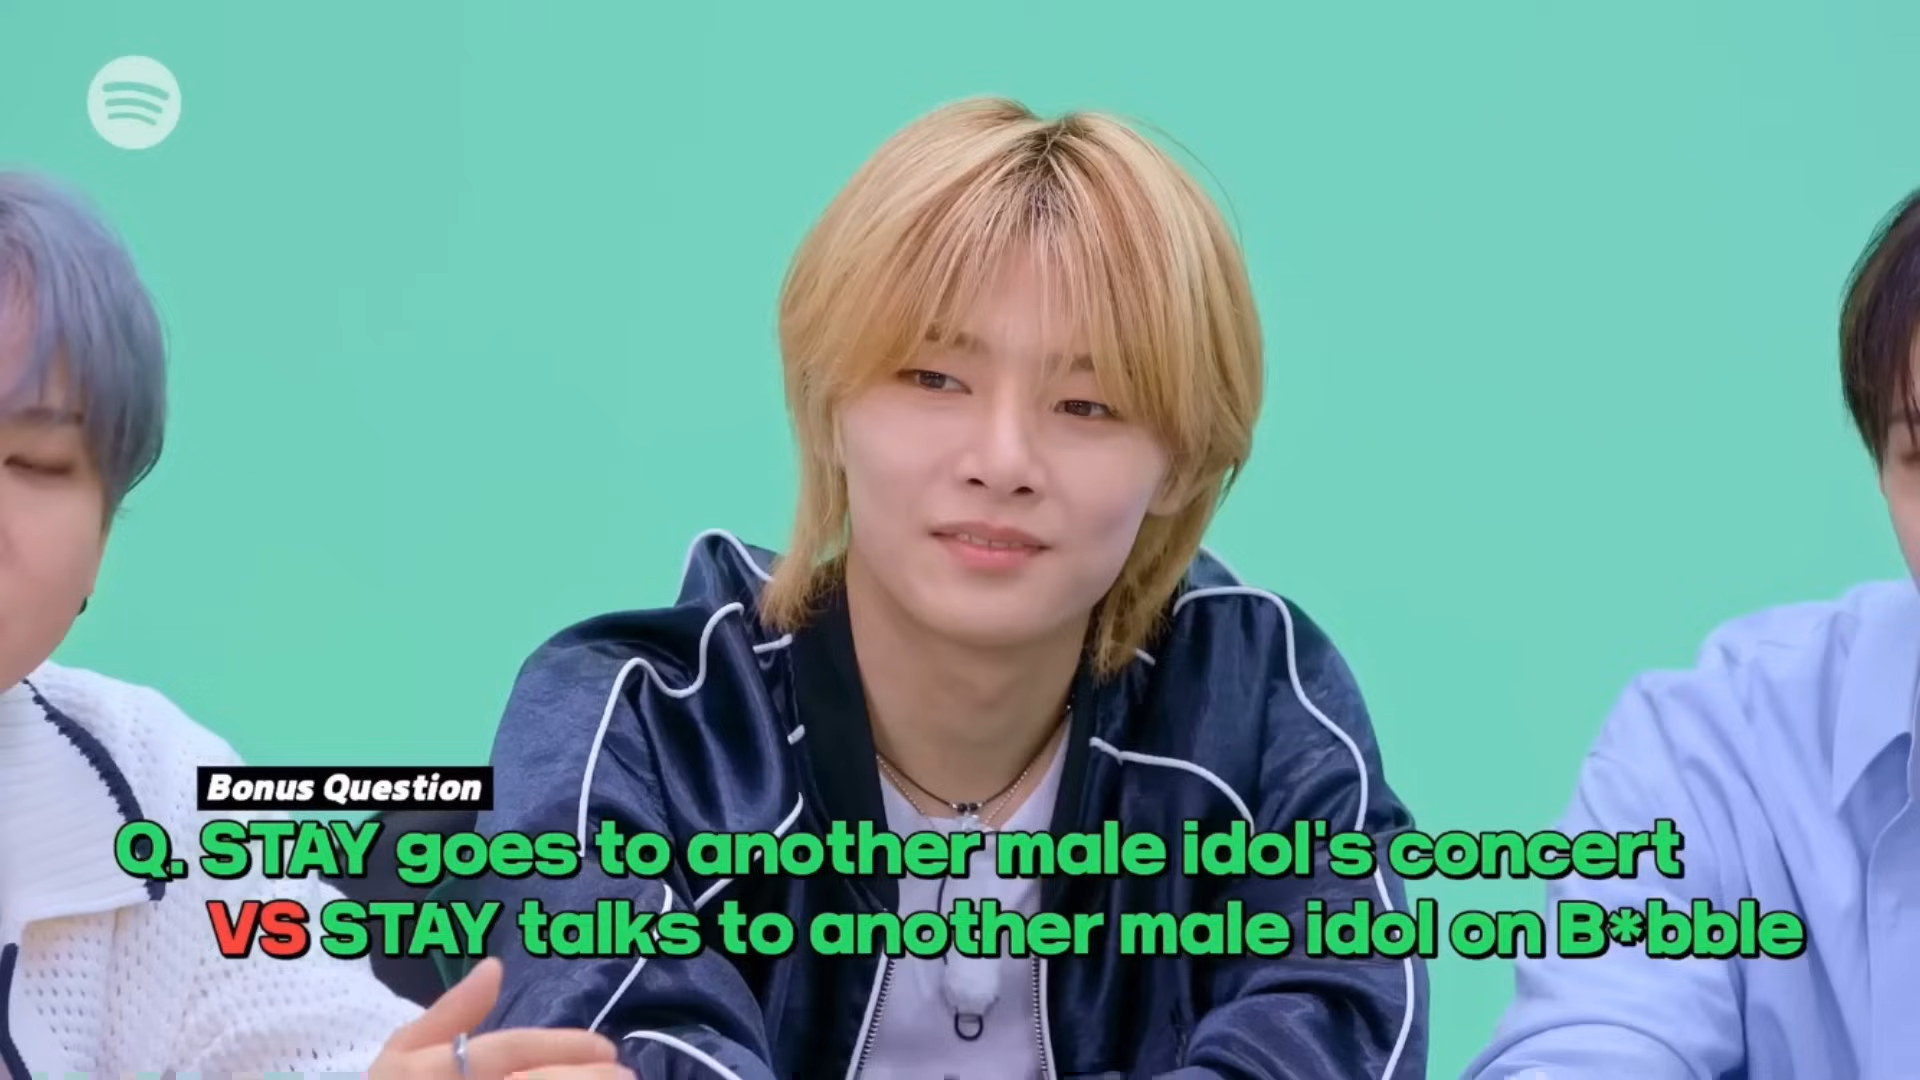 Bonus Question
Q. STAY goes to another male idol's concert
VS STAY talks to another male idol on B*bble